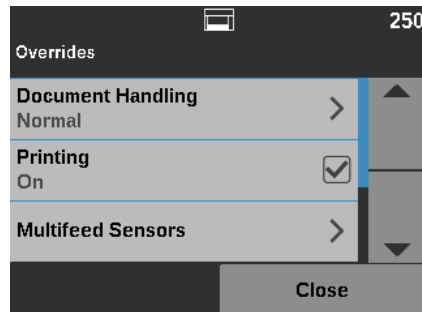 250
Overrides
Document Handling
Normal
Printing
On
Multifeed Sensors
Close